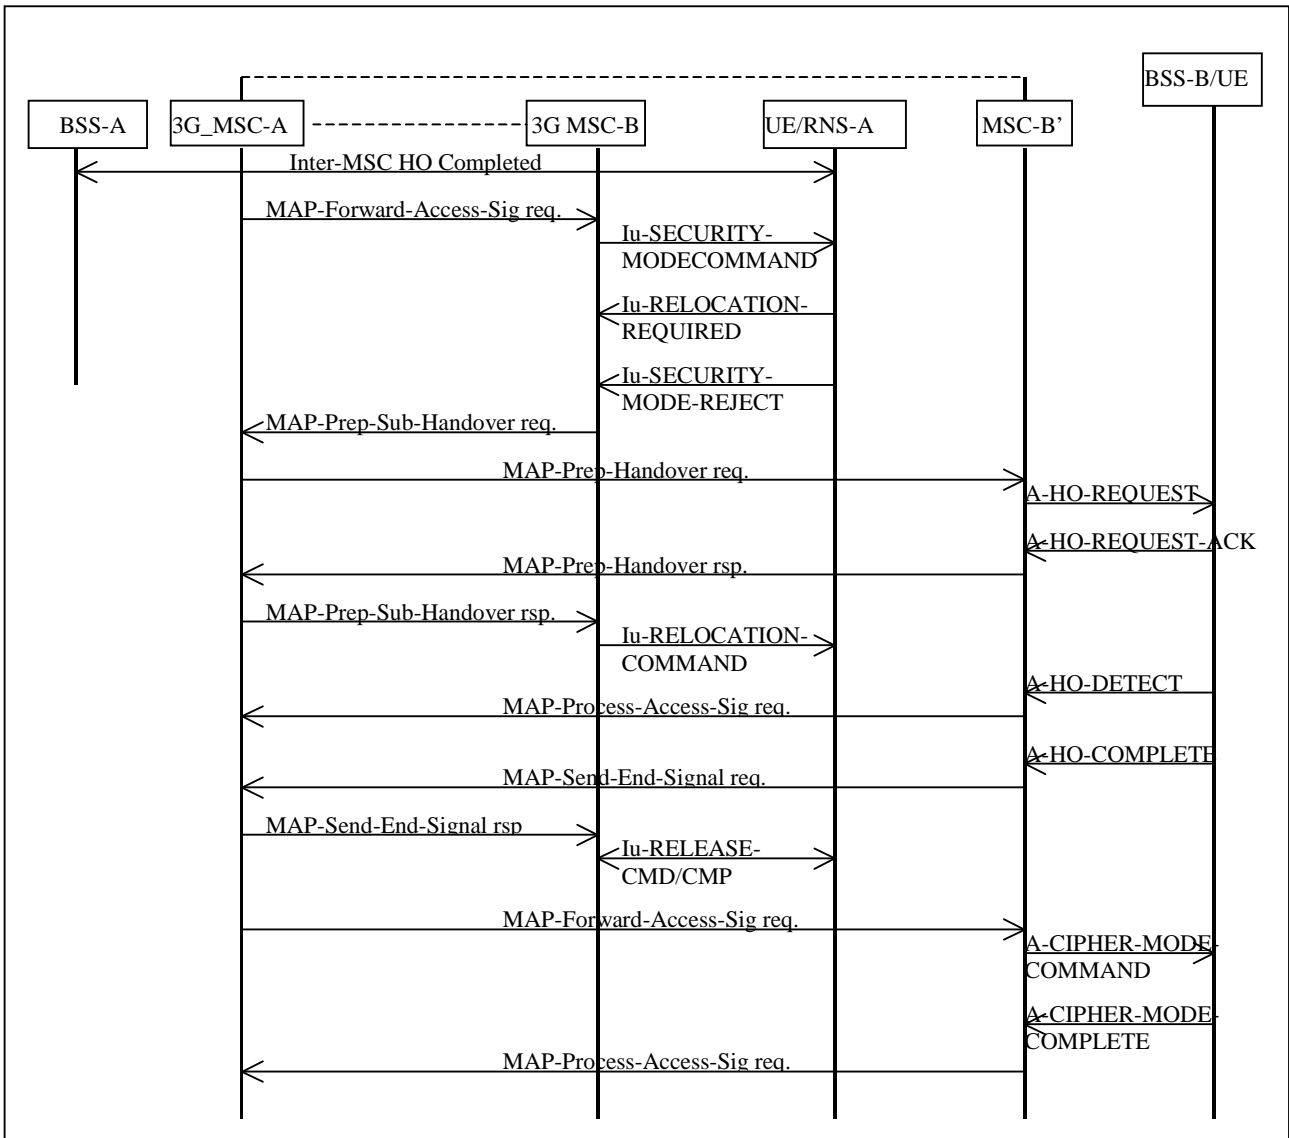 BSS-B/UE
BSS-A
3G_MSC-A
3G MSC-B
UE/RNS-A
MSC-B’
Inter-MSC HO Completed
MAP-Forward-Access-Sig req.
Iu-SECURITY-
MODECOMMAND
Iu-RELOCATION-
REQUIRED
Iu-SECURITY-
MODE-REJECT
MAP-Prep-Sub-Handover req.
MAP-Prep-Handover req.
A-HO-REQUEST
A-HO-REQUEST-ACK
MAP-Prep-Handover rsp.
MAP-Prep-Sub-Handover rsp.
Iu-RELOCATION-
COMMAND
A-HO-DETECT
MAP-Process-Access-Sig req.
A-HO-COMPLETE
MAP-Send-End-Signal req.
MAP-Send-End-Signal rsp
Iu-RELEASE-
CMD/CMP
MAP-Forward-Access-Sig req.
A-CIPHER-MODE-
COMMAND
A-CIPHER-MODE-
COMPLETE
MAP-Process-Access-Sig req.